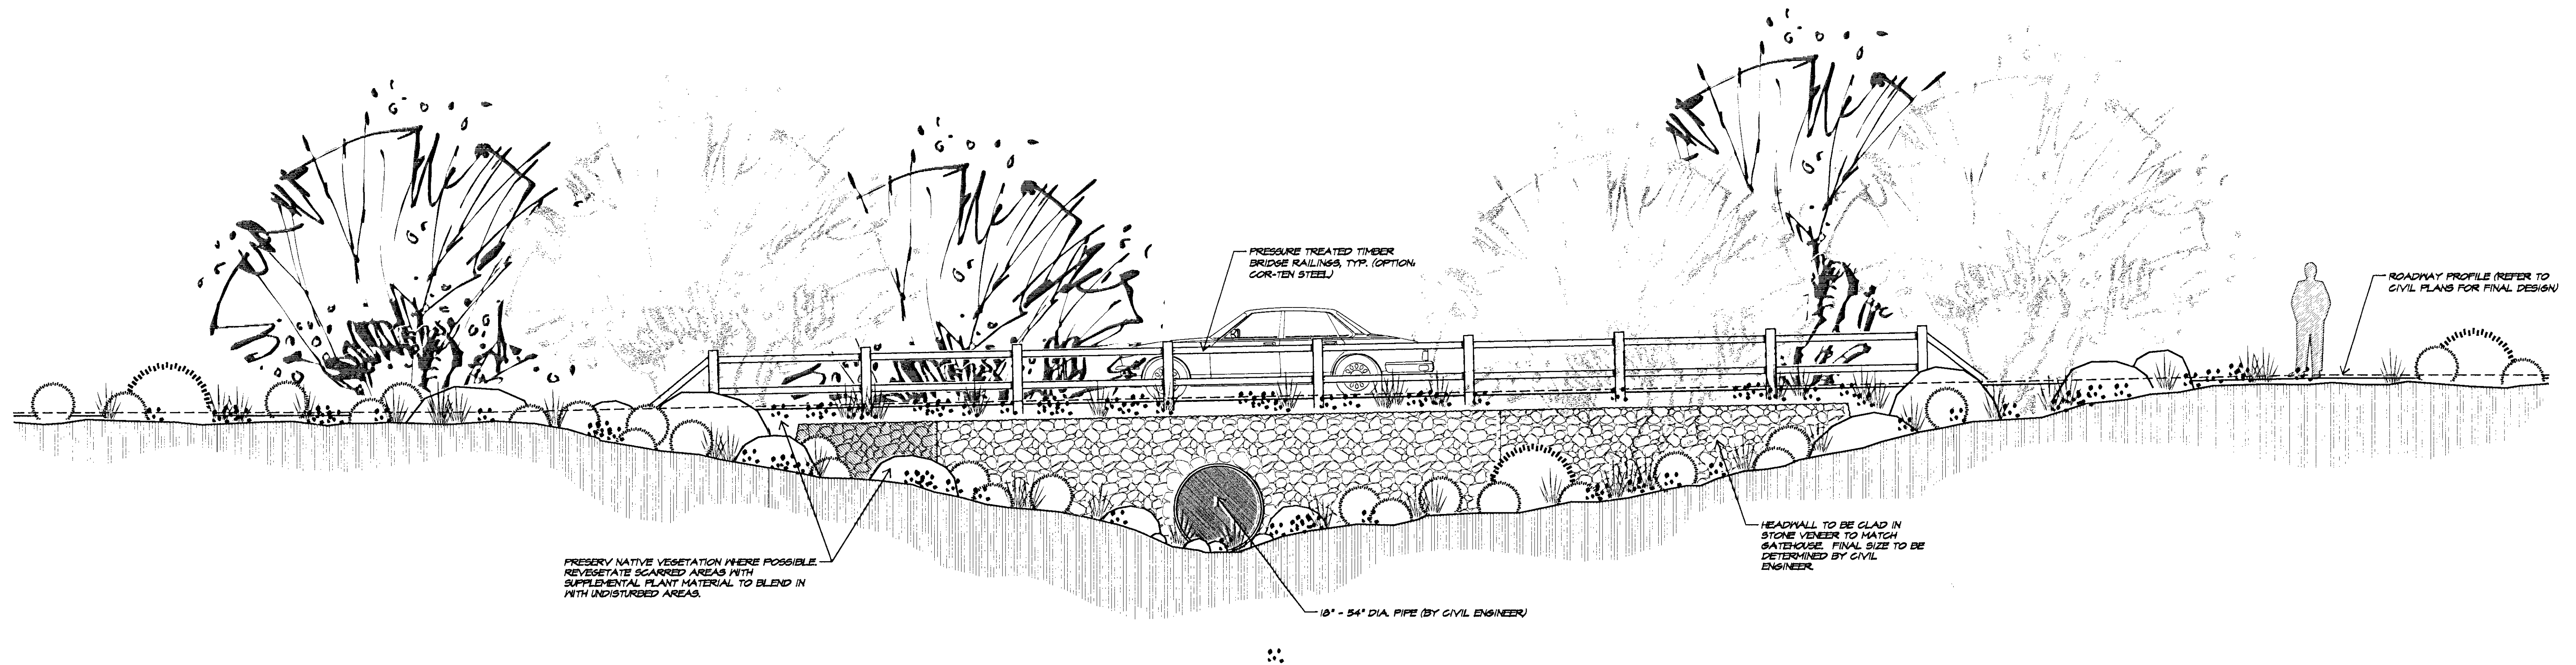 PRESSURE TREATED TIMBER
BRIDGE RAILINGS, TYP. (OPTION:
COR-TEN STEEL)
ROADWAY PROFILE (REFER TO
CIVIL PLANS FOR FINAL DESIGN)
HEADWALL TO BE CLAD IN
STONE VENEER TO MATCH
GATEHOUSE. FINAL SIZE TO BE
DETERMINED BY CIVIL
ENGINEER.
PRESERV NATIVE VEGETATION WHERE POSSIBLE.
REVEGETATE SCARRED AREAS WITH
SUPPLEMENTAL PLANT MATERIAL TO BLEND IN
WITH UNDISTURBED AREAS.
18" - 54" DIA. PIPE (BY CIVIL ENGINEER)